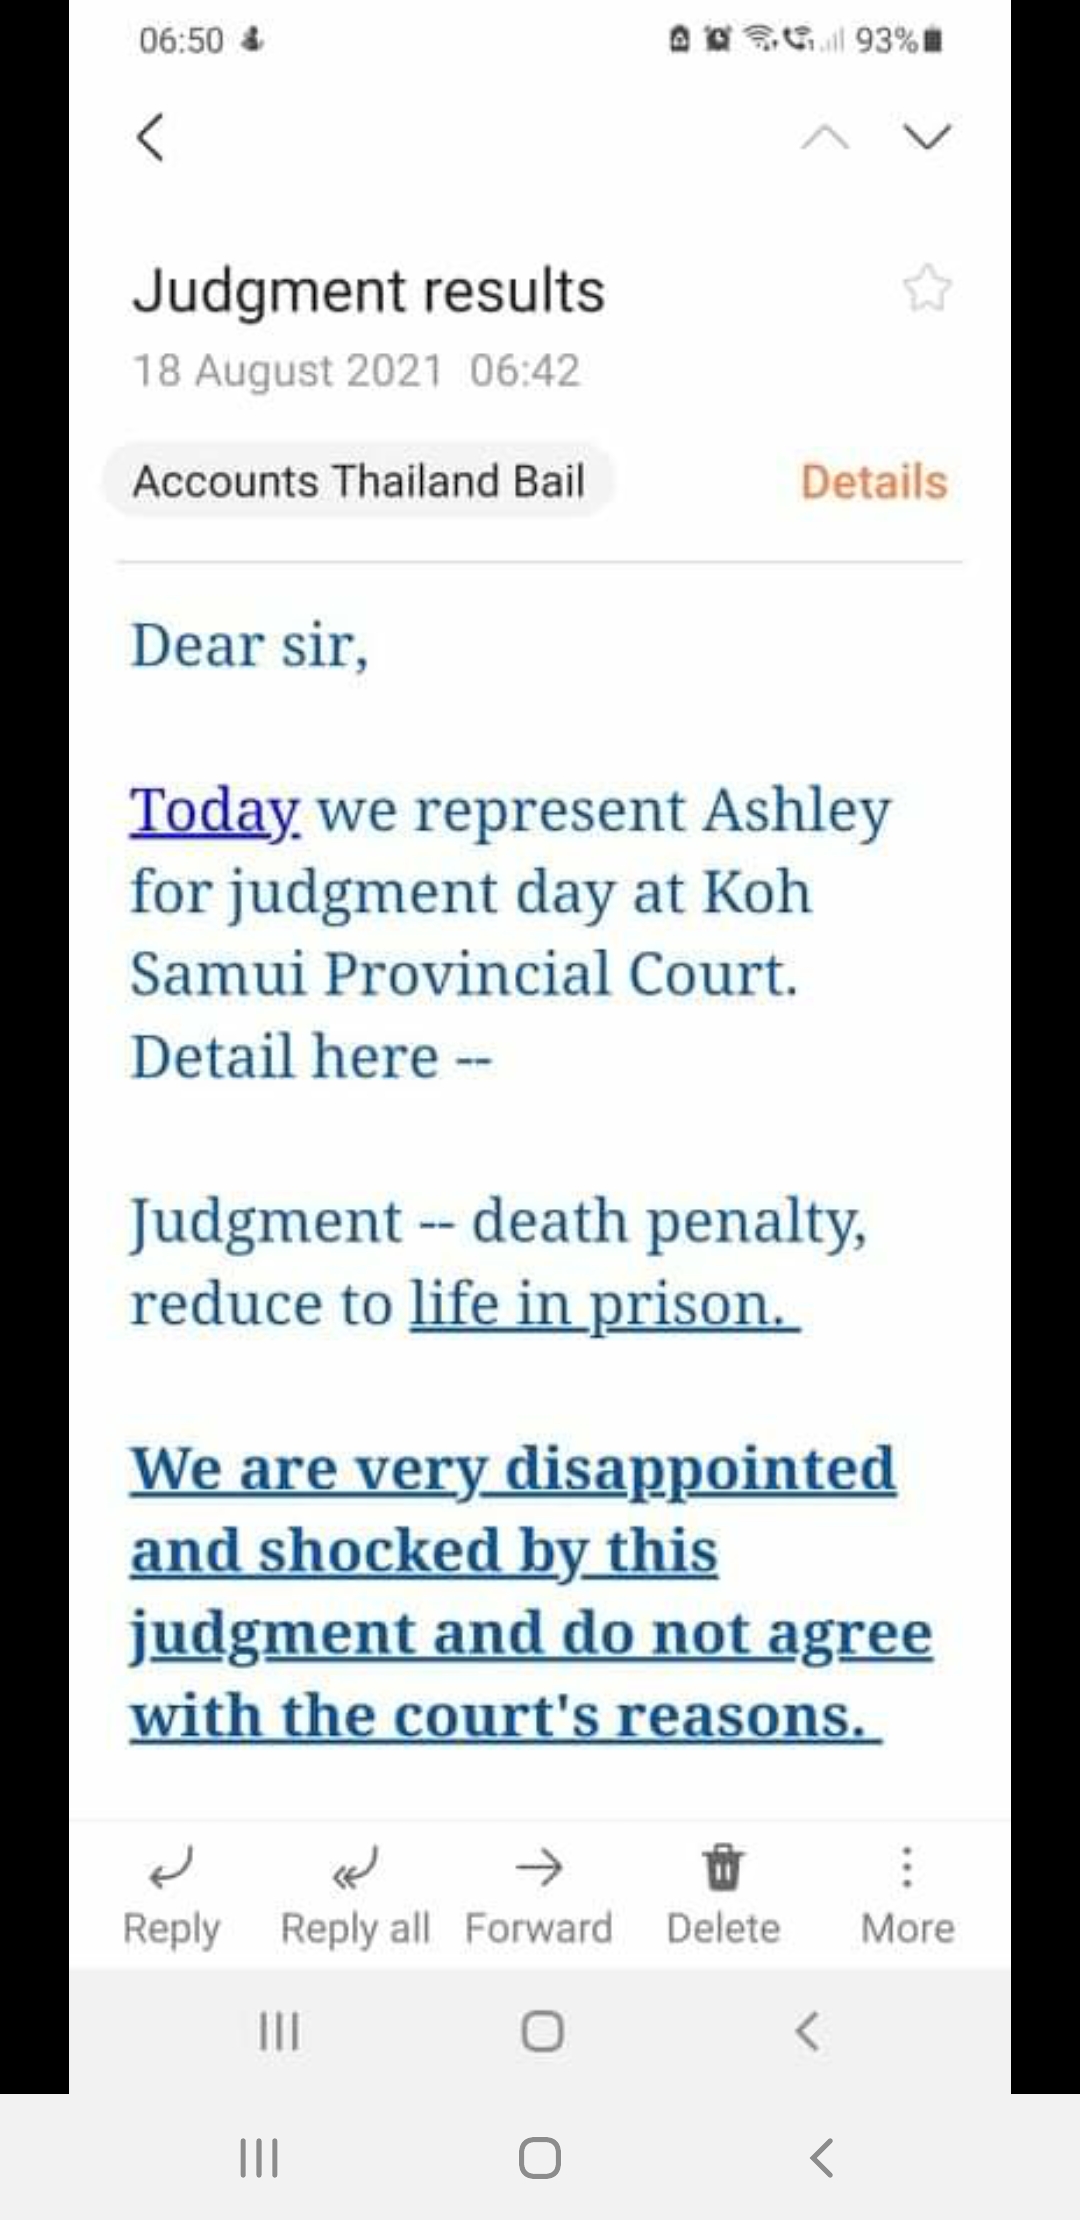 06:50
93%
Judgment results
18 August 2021 06:42
Accounts Thailand Bail
Details
Dear sir,
Today we represent Ashley
for judgment day at Koh
Samui Provincial Court.
Detail here --
Judgment -- death penalty,
reduce to life in prison.
We are very disappointed
and shocked by this
judgment and do not agree
with the court's reasons.
Reply
Reply all
Forward
Delete
More